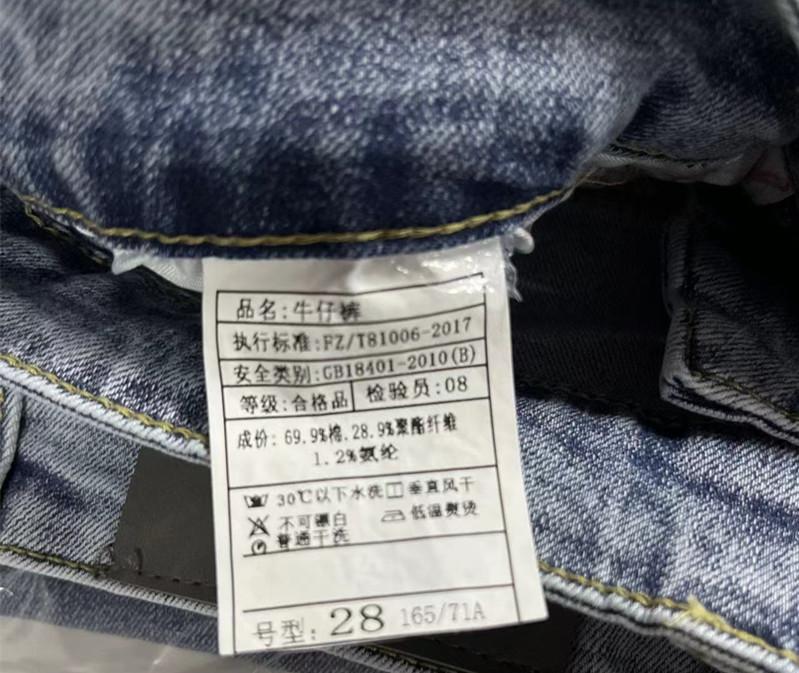 品名:牛仔裤
执行标准:FZ/T81006-2017
安全类别:GB18401-2010(B)
等级:合格品 检验员:08
成份: 69.9%棉.28.9%聚酯纤维
1.2%氨纶
30℃以下水洗 垂直风干
不可漂白 低温熨烫
普通干洗
号型: 28 165/71A